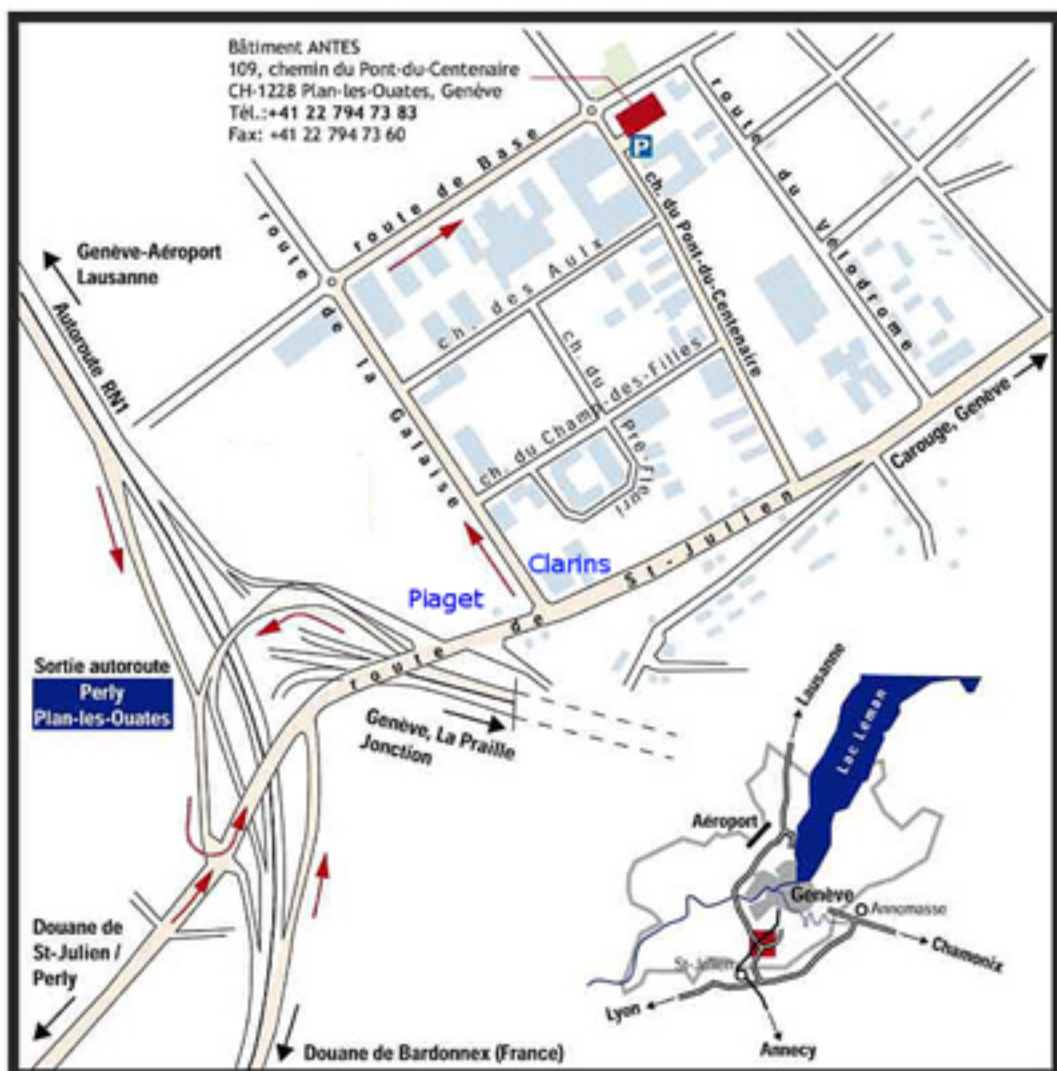 Bâtiment ANTES
109, chemin du Pont-du-Centenaire
CH-1228 Plan-les-Ouates, Genève
Tél.:+41 22 794 73 83
Fax: +41 22 794 73 60
P
route de Base
route du Vélodrome
route de la Galaise
ch. du Pont-du-Centenaire
ch. des Aulx
Genève-Aéroport
Lausanne
Autoroute RN1
ch. du Pré-Fleuri
ch. du Champ-des-Filles
Carouge, Genève
Clarins
Piaget
route de St-Julien
Sortie autoroute
Perly
Plan-les-Ouates
Genève, La Praille
Jonction
Lausanne
Lac Leman
Aéroport
Genève
Annomasse
Chamonix
St-Julien
Lyon
Annecy
Douane de
St-Julien /
Perly
Douane de Bardonnex (France)